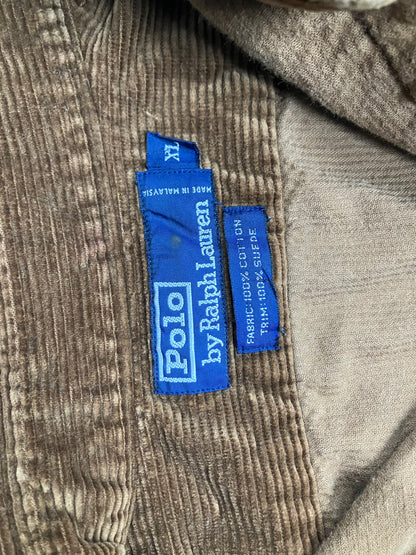 XL
MADE IN MALAYSIA
Polo
by Ralph Lauren
FABRIC:100% COTTON
TRIM:100% SUEDE